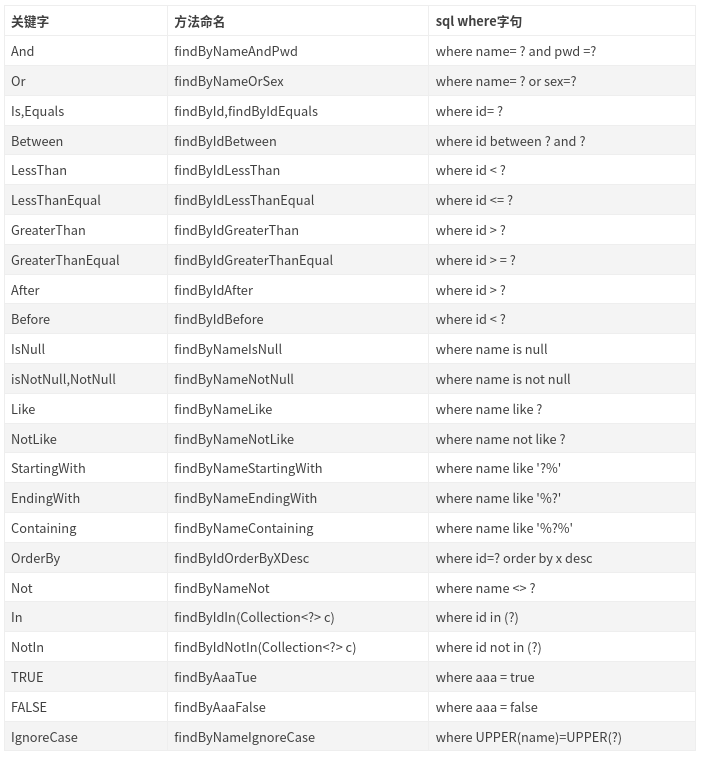 关键字 方法命名 sql where字句
And findByNameAndPwd where name= ? and pwd =?
Or findByNameOrSex where name= ? or sex=?
Is,Equals findById,findByIdEquals where id= ?
Between findByIdBetween where id between ? and ?
LessThan findByIdLessThan where id < ?
LessThanEqual findByIdLessThanEqual where id <= ?
GreaterThan findByIdGreaterThan where id > ?
GreaterThanEqual findByIdGreaterThanEqual where id > = ?
After findByIdAfter where id > ?
Before findByIdBefore where id < ?
IsNull findByNameIsNull where name is null
isNotNull,NotNull findByNameNotNull where name is not null
Like findByNameLike where name like ?
NotLike findByNameNotLike where name not like ?
StartingWith findByNameStartingWith where name like '?%'
EndingWith findByNameEndingWith where name like '%?'
Containing findByNameContaining where name like '%?%'
OrderBy findByIdOrderByXDesc where id=? order by x desc
Not findByNameNot where name <> ?
In findByIdIn(Collection<?> c) where id in (?)
NotIn findByIdNotIn(Collection<?> c) where id not in (?)
TRUE findByAaaTue where aaa = true
FALSE findByAaaFalse where aaa = false
IgnoreCase findByNameIgnoreCase where UPPER(name)=UPPER(?)